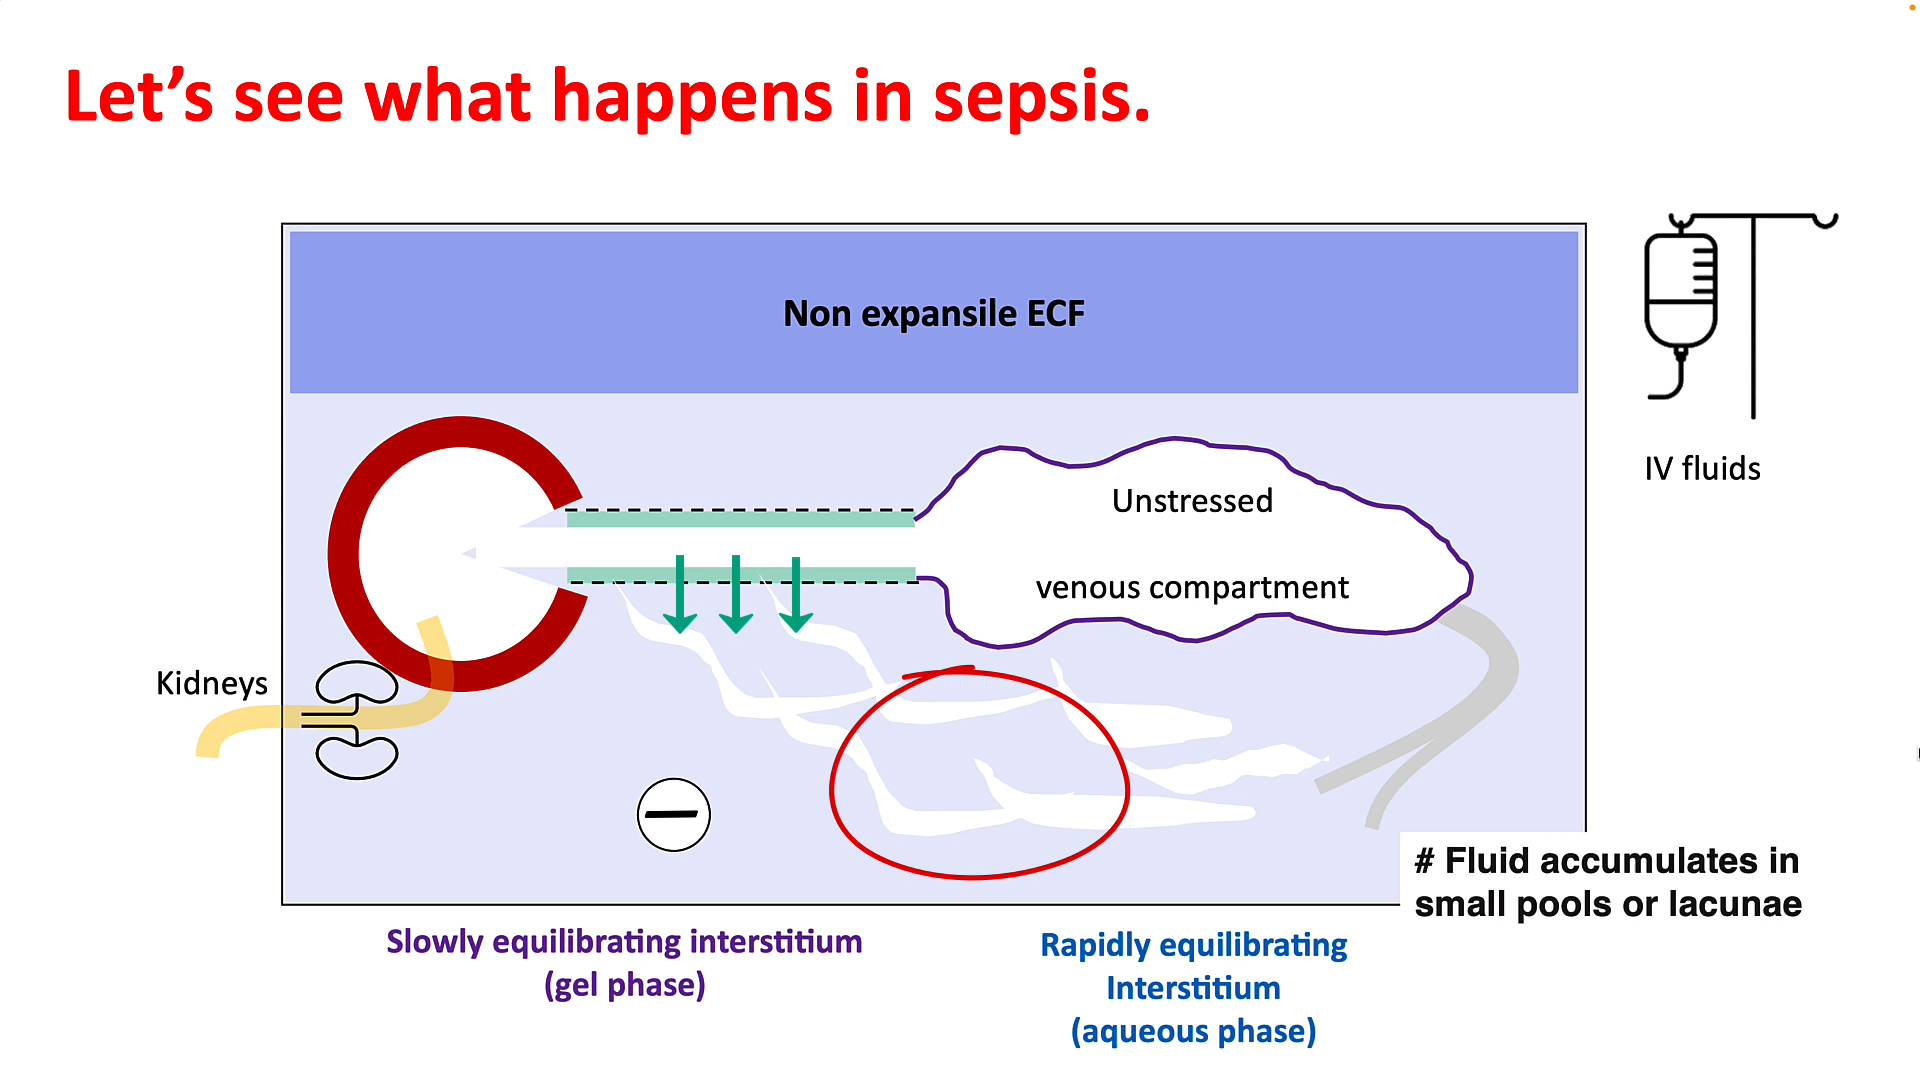 Let's see what happens in sepsis.
Non expansile ECF
IV fluids
Unstressed
venous compartment
Kidneys
# Fluid accumulates in
small pools or lacunae
Slowly equilibrating interstitium
(gel phase)
Rapidly equilibrating
Interstitium
(aqueous phase)